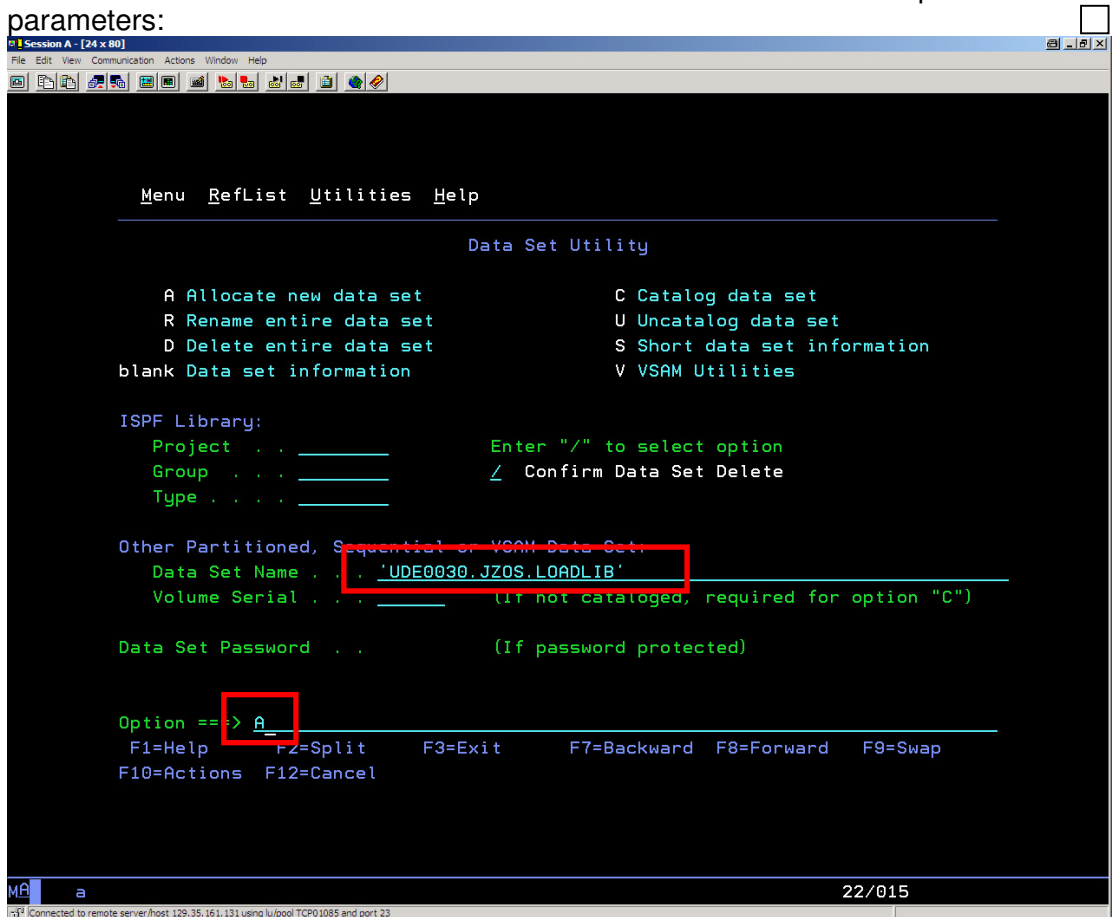 parameters:
Session A - [24 x 80]
File Edit View Communication Actions Window Help
Menu RefList Utilities Help
Data Set Utility
A Allocate new data set C Catalog data set
R Rename entire data set U Uncatalog data set
D Delete entire data set S Short data set information
blank Data set information V VSAM Utilities
ISPF Library:
Project . . Enter "/" to select option
Group . . . / Confirm Data Set Delete
Type . . . .
Other Partitioned, Sequential or VSAM Data Set:
Data Set Name . . . 'UDE0030.JZOS.LOADLIB'
Volume Serial . . . (If not cataloged, required for option "C")
Data Set Password . . (If password protected)
Option ===> A
F1=Help F2=Split F3=Exit F7=Backward F8=Forward F9=Swap
F10=Actions F12=Cancel
MA a 22/015
Connected to remote server/host 129.35.161.131 using lu/pool TCP01085 and port 23